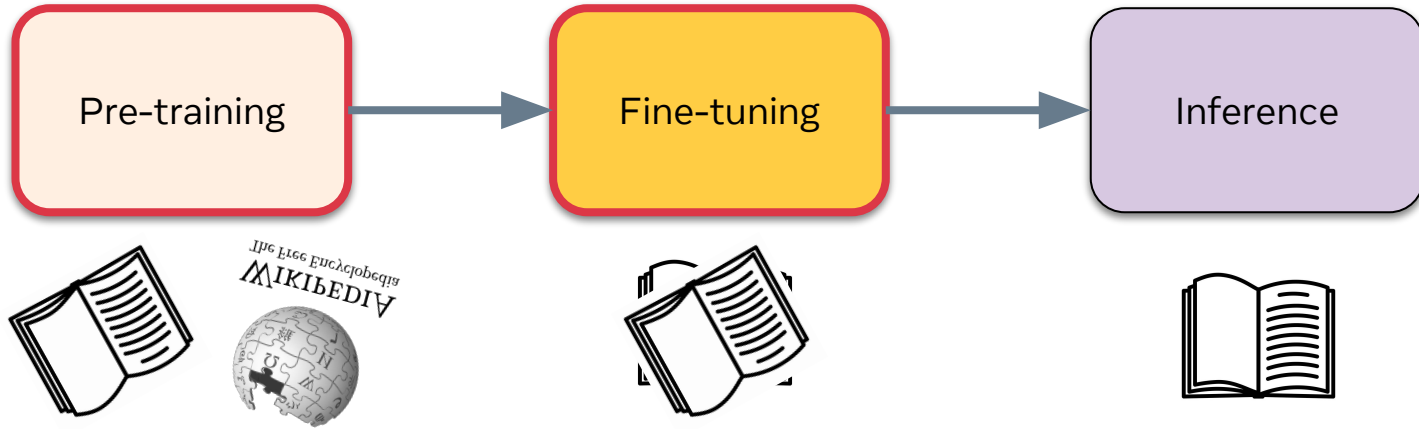 Pre-training
Fine-tuning
Inference
The Free Encyclopedia
WIKIPEDIA